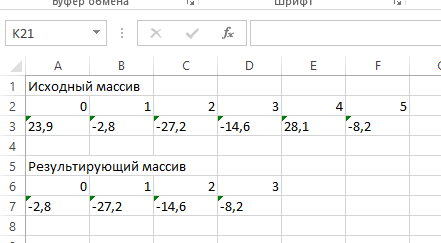 Буфер обмена Шрифт
K21
A B C D E F
1 Исходный массив
2 0 1 2 3 4 5
3 23,9 -2,8 -27,2 -14,6 28,1 -8,2
4
5 Результирующий массив
6 0 1 2 3
7 -2,8 -27,2 -14,6 -8,2
8